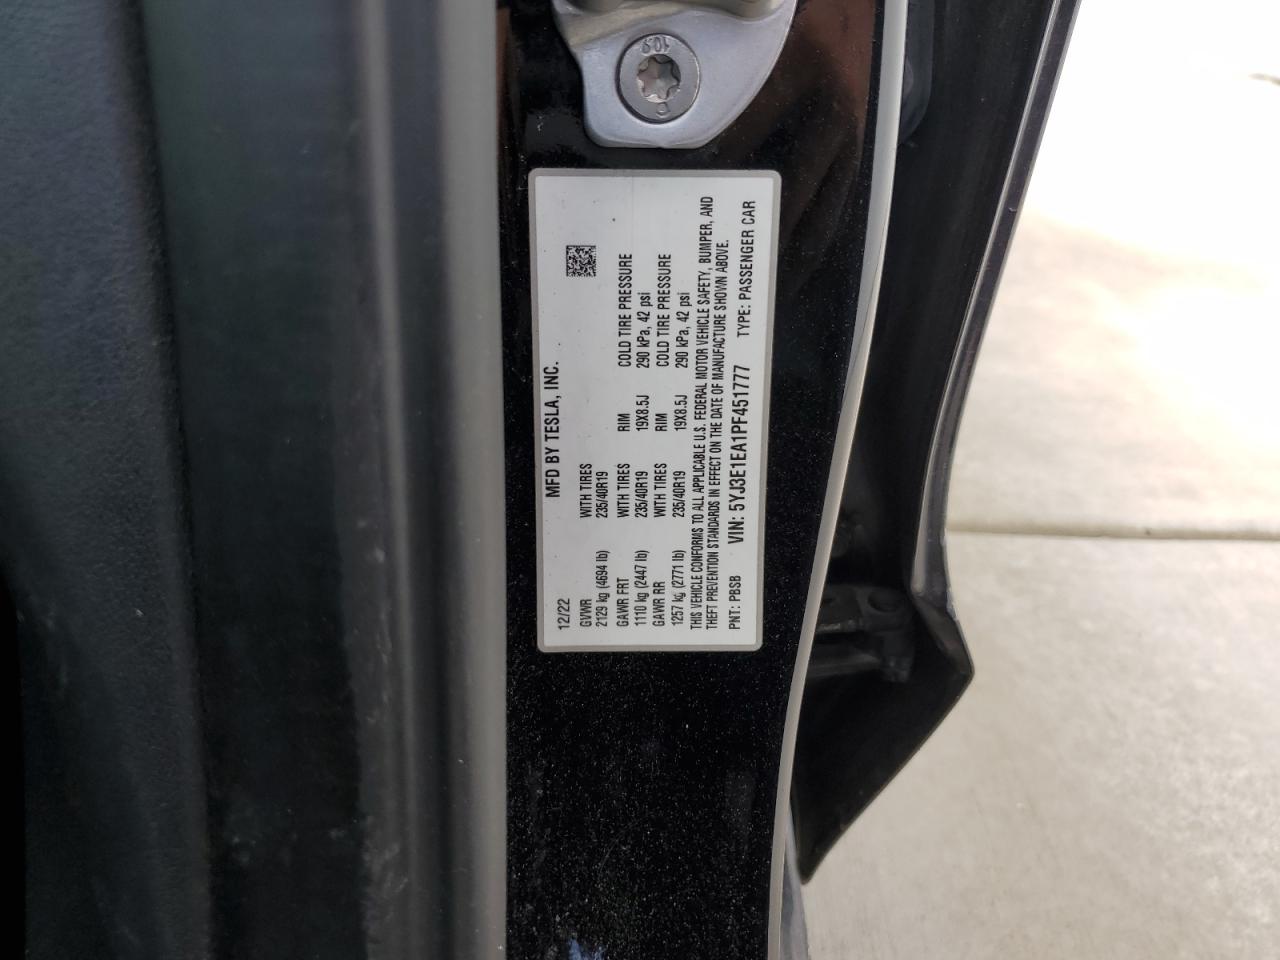 109
MFD BY TESLA, INC.
12/22
GVWR WITH TIRES
2129 kg (4694 lb) 235/40R19
GAWR FRT WITH TIRES RIM COLD TIRE PRESSURE
1110 kg (2447 lb) 235/40R19 19X8.5J 290 kPa, 42 psi
GAWR RR WITH TIRES RIM COLD TIRE PRESSURE
1257 kg (2771 lb) 235/40R19 19X8.5J 290 kPa, 42 psi
THIS VEHICLE CONFORMS TO ALL APPLICABLE U.S. FEDERAL MOTOR VEHICLE SAFETY, BUMPER, AND
THEFT PREVENTION STANDARDS IN EFFECT ON THE DATE OF MANUFACTURE SHOWN ABOVE.
PNT: PBSB VIN: 5YJ3E1EA1PF451777 TYPE: PASSENGER CAR